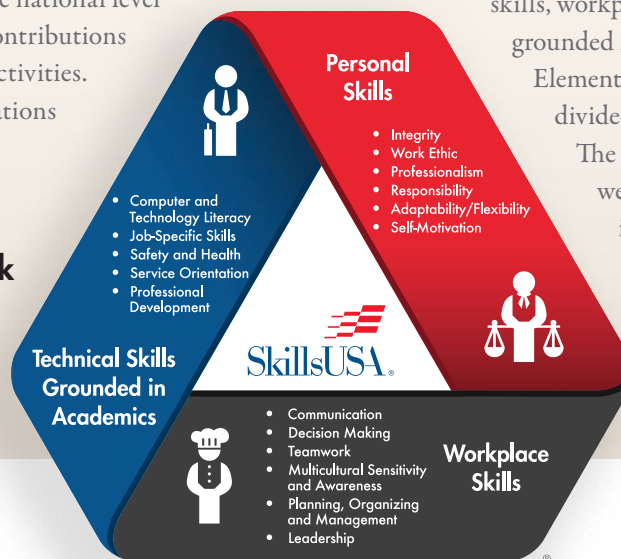 e national level
ontributions
ctivities.
ations
k
skills, workp
grounded
Element
divided
The
we
Personal
Skills
• Integrity
• Work Ethic
• Professionalism
• Responsibility
• Adaptability/Flexibility
• Self-Motivation
• Computer and
Technology Literacy
• Job-Specific Skills
• Safety and Health
• Service Orientation
• Professional
Development
Technical Skills
Grounded in
Academics
SkillsUSA®
• Communication
• Decision Making
• Teamwork
• Multicultural Sensitivity
and Awareness
• Planning, Organizing
and Management
• Leadership
Workplace
Skills
®